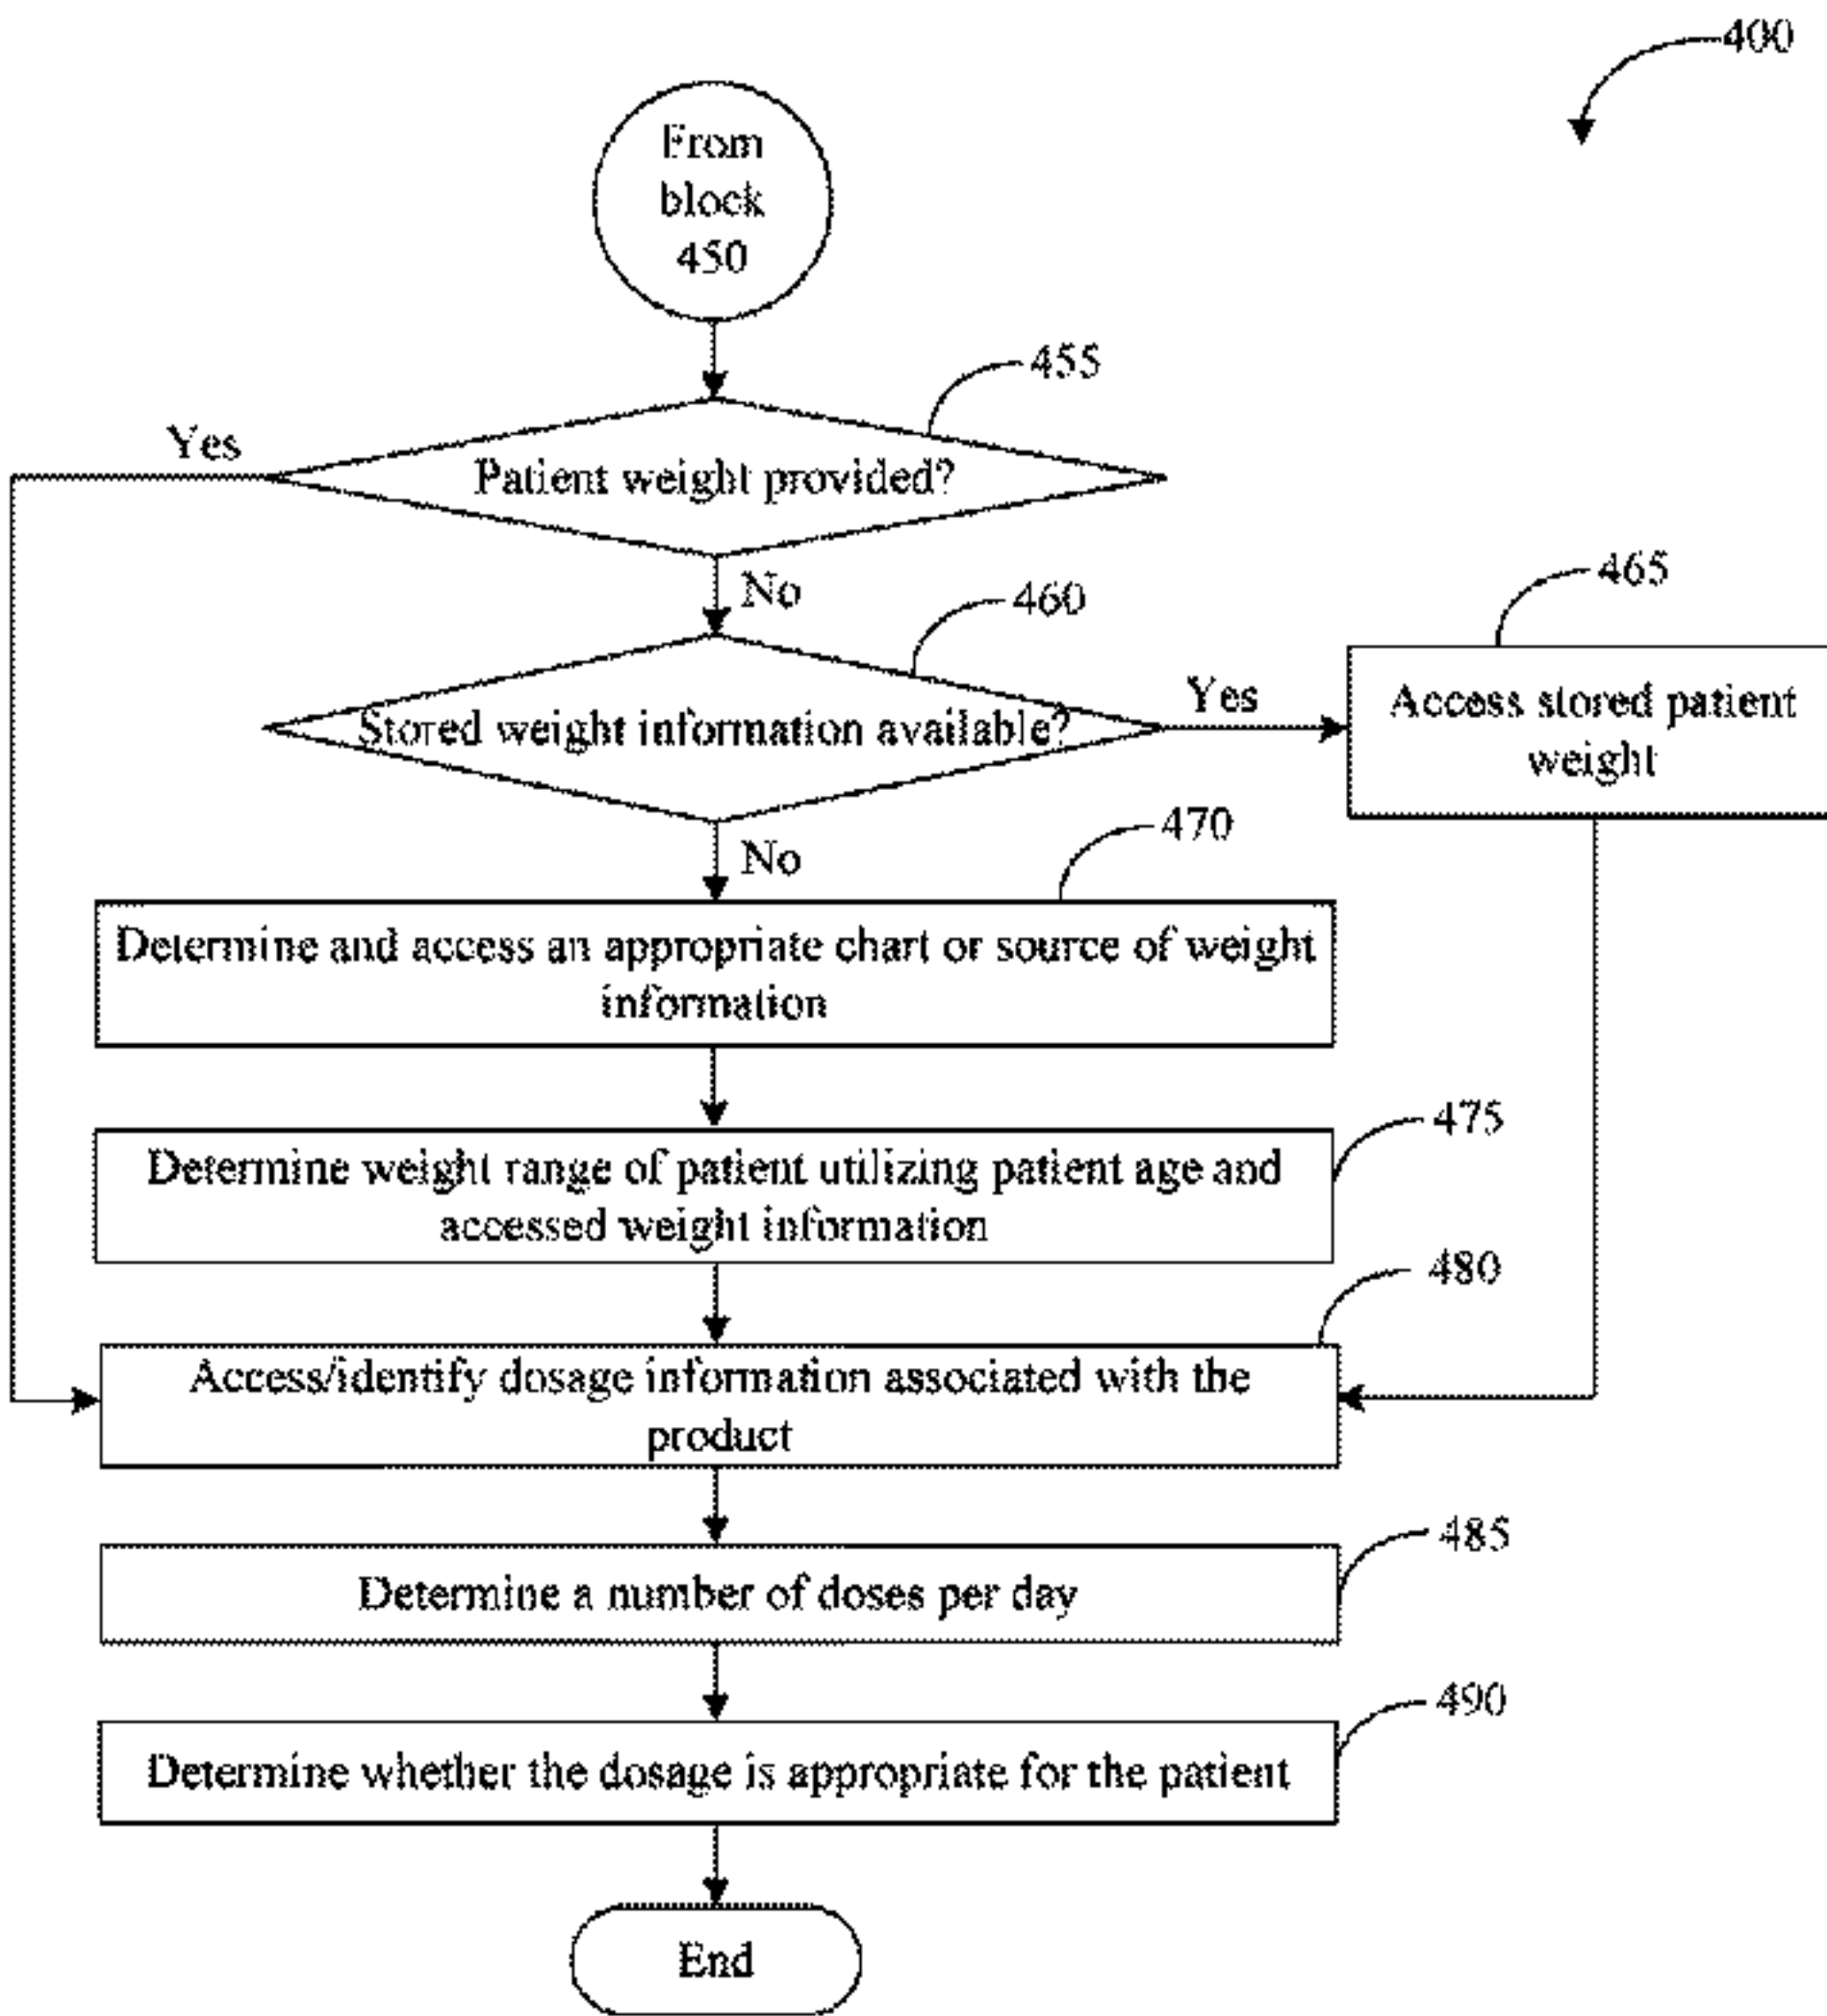 400
From
block
450
455
Yes
Patient weight provided?
No
460
465
Stored weight information available?
Yes
Access stored patient
weight
No
470
Determine and access an appropriate chart or source of weight
information
475
Determine weight range of patient utilizing patient age and
accessed weight information
480
Access/identify dosage information associated with the
product
485
Determine a number of doses per day
490
Determine whether the dosage is appropriate for the patient
End